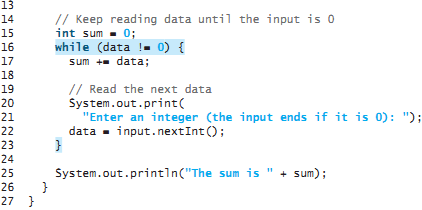 13
14 // Keep reading data until the input is 0
15 int sum = 0;
16 while (data != 0) {
17 sum += data;
18
19 // Read the next data
20 System.out.print(
21 "Enter an integer (the input ends if it is 0): ");
22 data = input.nextInt();
23 }
24
25 System.out.println("The sum is " + sum);
26 }
27 }